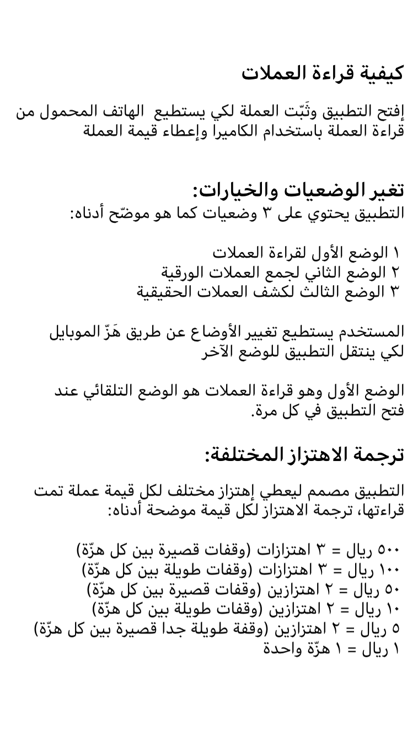 كيفية قراءة العملات
إفتح التطبيق وثَبّت العملة لكي يستطيع الهاتف المحمول من
قراءة العملة باستخدام الكاميرا وإعطاء قيمة العملة
تغير الوضعيات والخيارات:
التطبيق يحتوي على ٣ وضعيات كما هو موضّح أدناه:
١ الوضع الأول لقراءة العملات
٢ الوضع الثاني لجمع العملات الورقية
٣ الوضع الثالث لكشف العملات الحقيقية
المستخدم يستطيع تغيير الأوضاع عن طريق هَزّ الموبايل
لكي ينتقل التطبيق للوضع الآخر
الوضع الأول وهو قراءة العملات هو الوضع التلقائي عند
فتح التطبيق في كل مرة.
ترجمة الاهتزاز المختلفة:
التطبيق مصمم ليعطي إهتزاز مختلف لكل قيمة عملة تمت
قراءتها، ترجمة الاهتزاز لكل قيمة موضحة أدناه:
٥٠٠ ريال = ٣ اهتزازات (وقفات قصيرة بين كل هزّة)
١٠٠ ريال = ٣ اهتزازات (وقفات طويلة بين كل هزّة)
٥٠ ريال = ٢ اهتزازين (وقفات قصيرة بين كل هزّة)
١٠ ريال = ٢ اهتزازين (وقفات طويلة بين كل هزّة)
٥ ريال = ٢ اهتزازين (وقفة طويلة جدا قصيرة بين كل هزّة)
١ ريال = ١ هزّة واحدة